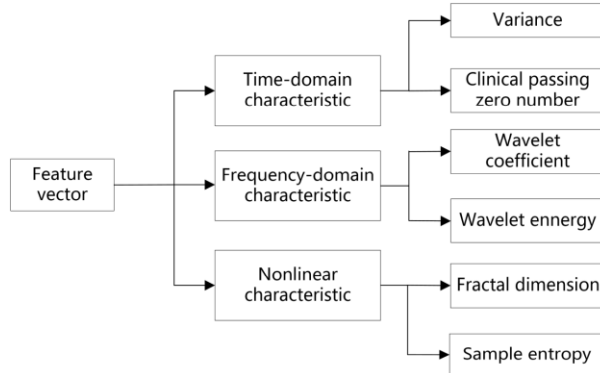 Feature
vector
Time-domain
characteristic
Frequency-domain
characteristic
Nonlinear
characteristic
Variance
Clinical passing
zero number
Wavelet
coefficient
Wavelet ennergy
Fractal dimension
Sample entropy